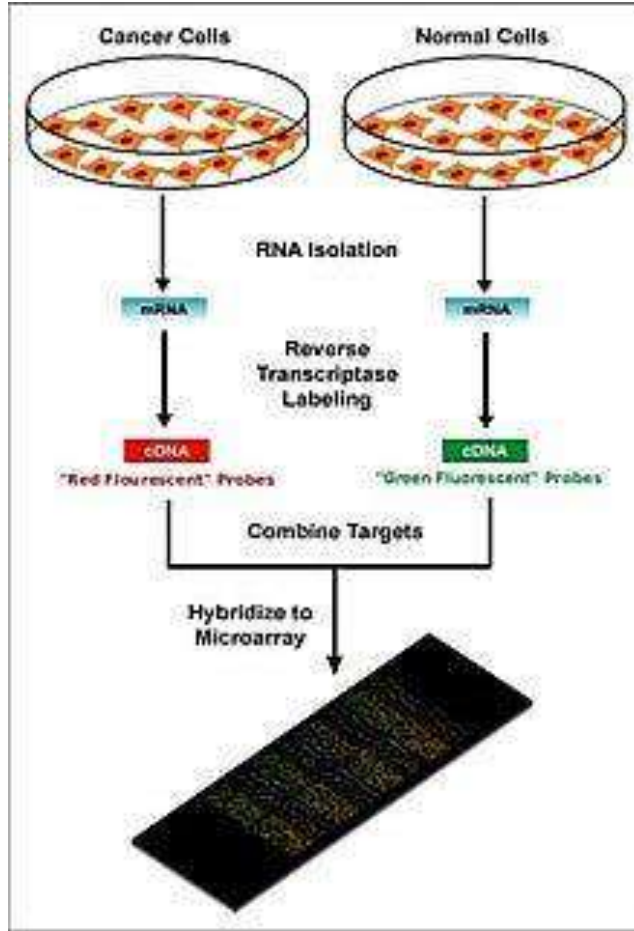 Cancer Cells
Normal Cells
RNA Isolation
mRNA
mRNA
Reverse
Transcriptase
Labeling
cDNA
cDNA
"Red Flourescent" Probes
"Green Fluorescent" Probes
Combine Targets
Hybridize to
Microarray